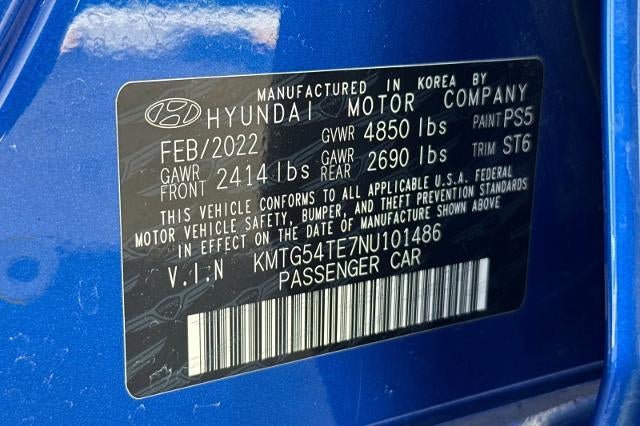 MANUFACTURED IN KOREA BY
HYUNDAI MOTOR COMPANY
FEB/2022 GVWR 4850 lbs PAINT PS5
GAWR FRONT 2414 lbs GAWR REAR 2690 lbs TRIM ST6
THIS VEHICLE CONFORMS TO ALL APPLICABLE U.S.A. FEDERAL
MOTOR VEHICLE SAFETY, BUMPER, AND THEFT PREVENTION STANDARDS
IN EFFECT ON THE DATE OF MANUFACTURE SHOWN ABOVE.
V.I.N KMTG54TE7NU101486
PASSENGER CAR